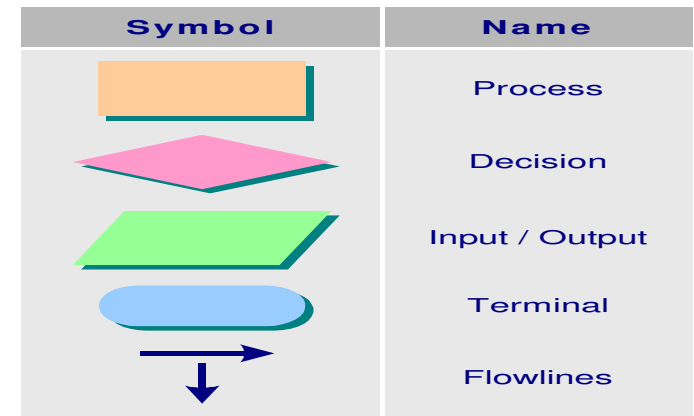 Symbol Name
Process
Decision
Input / Output
Terminal
Flowlines